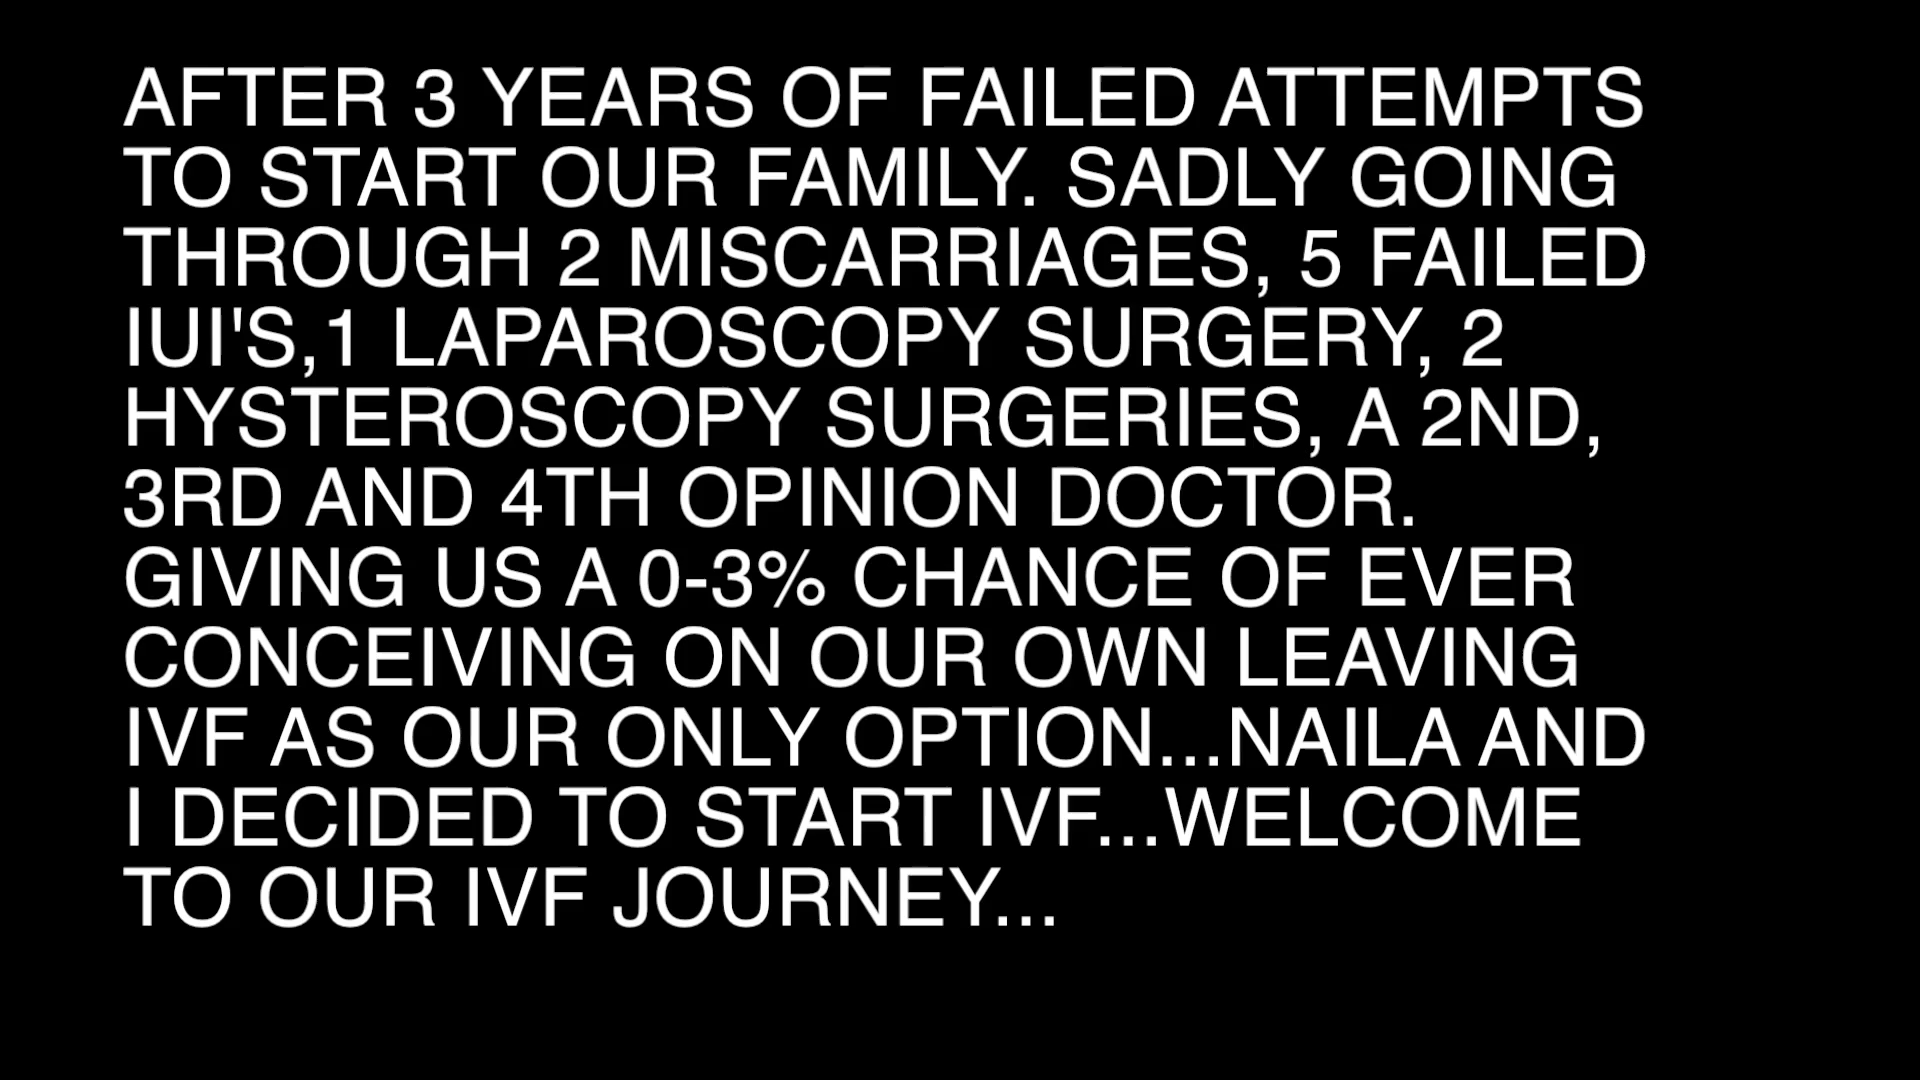 AFTER 3 YEARS OF FAILED ATTEMPTS
TO START OUR FAMILY. SADLY GOING
THROUGH 2 MISCARRIAGES, 5 FAILED
IUI'S,1 LAPAROSCOPY SURGERY, 2
HYSTEROSCOPY SURGERIES, A 2ND,
3RD AND 4TH OPINION DOCTOR.
GIVING US A 0-3% CHANCE OF EVER
CONCEIVING ON OUR OWN LEAVING
IVF AS OUR ONLY OPTION...NAILA AND
I DECIDED TO START IVF...WELCOME
TO OUR IVF JOURNEY...